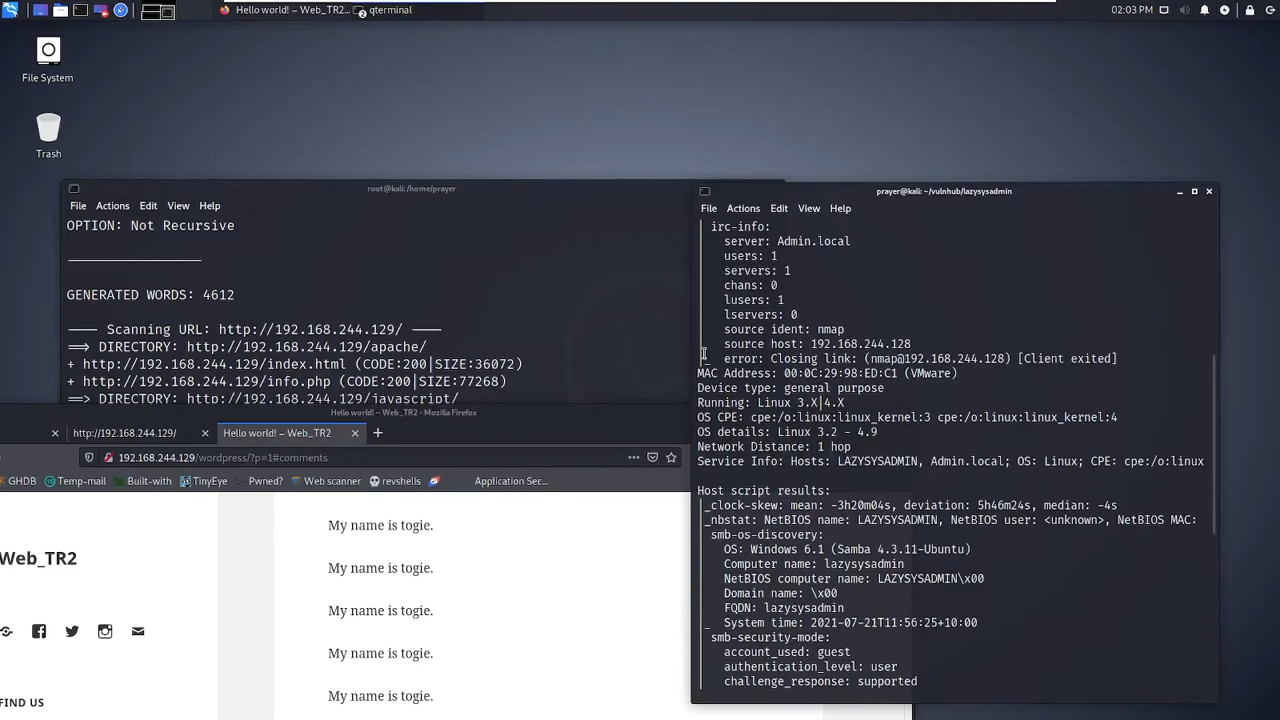 Hello world! – Web_TR2...
qterminal
02:03 PM
File System
Trash
root@kali: /home/prayer
File Actions Edit View Help
OPTION: Not Recursive
GENERATED WORDS: 4612
---- Scanning URL: http://192.168.244.129/ ----
==> DIRECTORY: http://192.168.244.129/apache/
+ http://192.168.244.129/index.html (CODE:200|SIZE:36072)
+ http://192.168.244.129/info.php (CODE:200|SIZE:77268)
==> DIRECTORY: http://192.168.244.129/javascript/
Hello world! – Web_TR2 - Mozilla Firefox
http://192.168.244.129/
Hello world! – Web_TR2
192.168.244.129/wordpress/?p=1#comments
GHDB Temp-mail Built-with TinyEye Pwned? Web scanner revshells Application Sec...
My name is togie.
Web_TR2
My name is togie.
My name is togie.
My name is togie.
My name is togie.
FIND US
prayer@kali: ~/vulnhub/lazysysadmin
File Actions Edit View Help
irc-info:
server: Admin.local
users: 1
servers: 1
chans: 0
lusers: 1
lservers: 0
source ident: nmap
source host: 192.168.244.128
|_ error: Closing link: (nmap@192.168.244.128) [Client exited]
MAC Address: 00:0C:29:98:ED:C1 (VMware)
Device type: general purpose
Running: Linux 3.X|4.X
OS CPE: cpe:/o:linux:linux_kernel:3 cpe:/o:linux:linux_kernel:4
OS details: Linux 3.2 - 4.9
Network Distance: 1 hop
Service Info: Hosts: LAZYSYSADMIN, Admin.local; OS: Linux; CPE: cpe:/o:linux
Host script results:
|_clock-skew: mean: -3h20m04s, deviation: 5h46m24s, median: -4s
|_nbstat: NetBIOS name: LAZYSYSADMIN, NetBIOS user: <unknown>, NetBIOS MAC:
| smb-os-discovery:
| OS: Windows 6.1 (Samba 4.3.11-Ubuntu)
| Computer name: lazysysadmin
| NetBIOS computer name: LAZYSYSADMIN\x00
| Domain name: \x00
| FQDN: lazysysadmin
|_ System time: 2021-07-21T11:56:25+10:00
| smb-security-mode:
| account_used: guest
| authentication_level: user
| challenge_response: supported